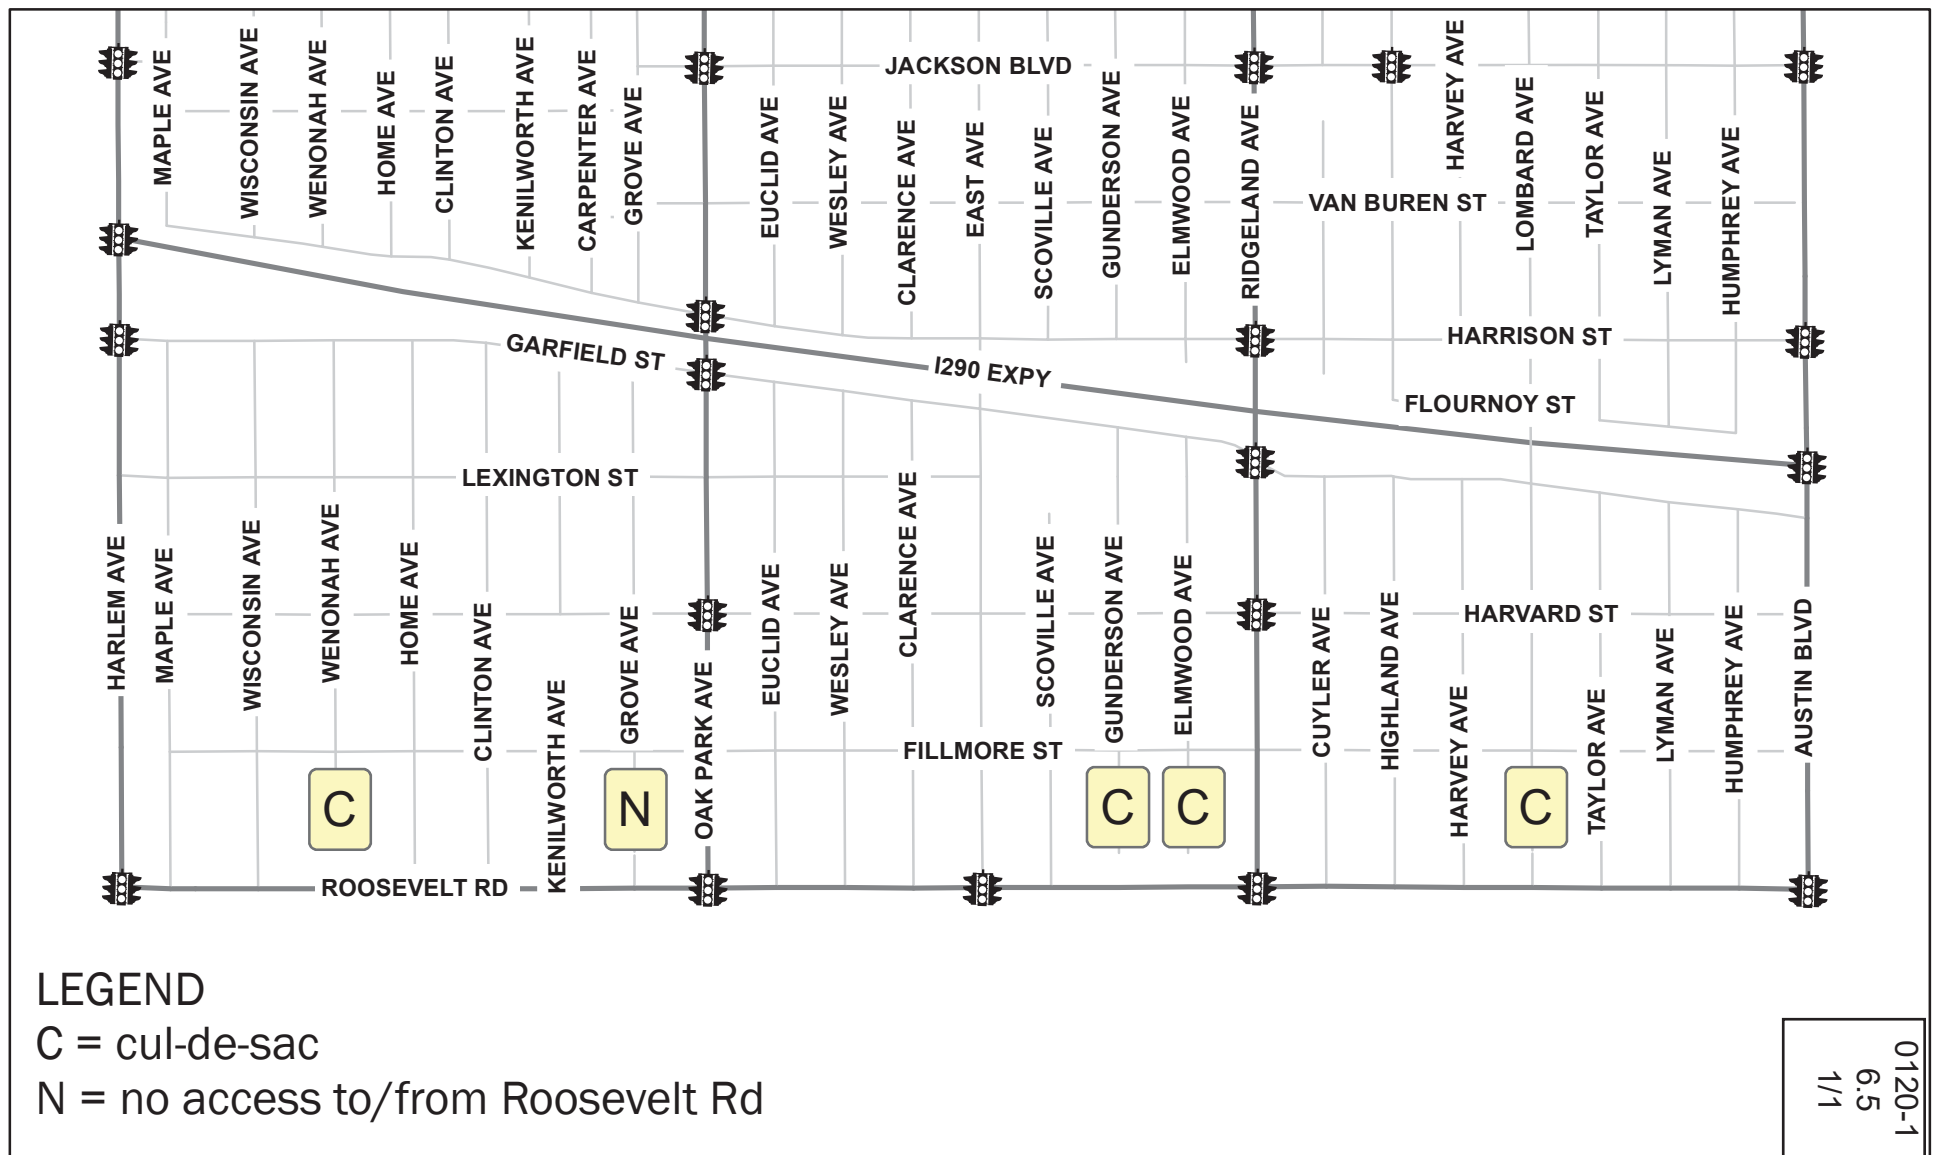 JACKSON BLVD
MAPLE AVE
WISCONSIN AVE
WENONAH AVE
HOME AVE
CLINTON AVE
KENILWORTH AVE
CARPENTER AVE
GROVE AVE
EUCLID AVE
WESLEY AVE
CLARENCE AVE
EAST AVE
SCOVILLE AVE
GUNDERSON AVE
ELMWOOD AVE
RIDGELAND AVE
HARVEY AVE
LOMBARD AVE
TAYLOR AVE
LYMAN AVE
HUMPHREY AVE
VAN BUREN ST
HARRISON ST
GARFIELD ST
I290 EXPY
FLOURNOY ST
LEXINGTON ST
HARLEM AVE
MAPLE AVE
WISCONSIN AVE
WENONAH AVE
HOME AVE
CLINTON AVE
KENILWORTH AVE
GROVE AVE
OAK PARK AVE
EUCLID AVE
WESLEY AVE
CLARENCE AVE
SCOVILLE AVE
GUNDERSON AVE
ELMWOOD AVE
CUYLER AVE
HIGHLAND AVE
HARVEY AVE
TAYLOR AVE
LYMAN AVE
HUMPHREY AVE
AUSTIN BLVD
HARVARD ST
FILLMORE ST
C
N
C
C
C
ROOSEVELT RD
LEGEND
C = cul-de-sac
N = no access to/from Roosevelt Rd
0120-1
6.5
1/1